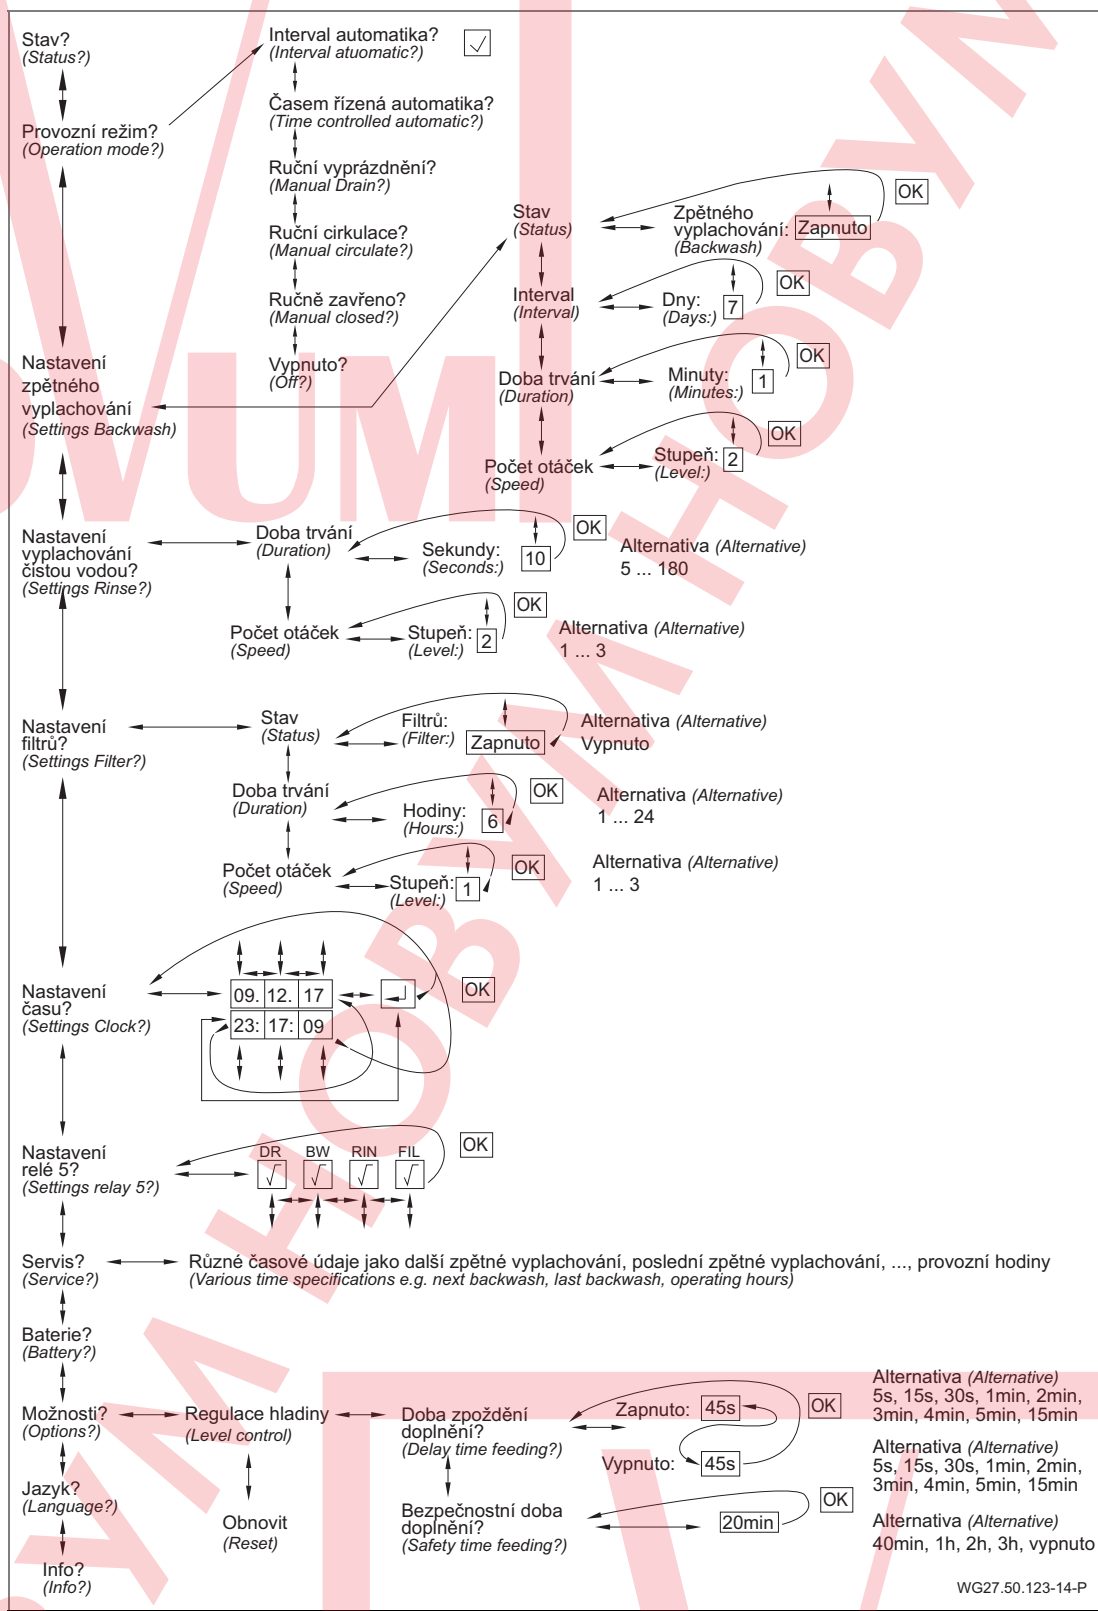 Stav?
(Status?)
Provozní režim?
(Operation mode?)
Interval automatika?
(Interval atuomatic?)
Časem řízená automatika?
(Time controlled automatic?)
Ruční vyprázdnění?
(Manual Drain?)
Ruční cirkulace?
(Manual circulate?)
Ručně zavřeno?
(Manual closed?)
Vypnuto?
(Off?)
Nastavení
zpětného
vyplachování
(Settings Backwash)
Stav
(Status)
Zpětného
vyplachování: Zapnuto
(Backwash)
OK
Interval
(Interval)
Dny: 7
(Days:)
OK
Doba trvání
(Duration)
Minuty: 1
(Minutes:)
OK
Počet otáček
(Speed)
Stupeň: 2
(Level:)
OK
Nastavení
vyplachování
čistou vodou?
(Settings Rinse?)
Doba trvání
(Duration)
Sekundy: 10
(Seconds:)
OK
Alternativa (Alternative)
5 ... 180
Počet otáček
(Speed)
Stupeň: 2
(Level:)
OK
Alternativa (Alternative)
1 ... 3
Nastavení
filtrů?
(Settings Filter?)
Stav
(Status)
Filtrů:
(Filter:) Zapnuto
Alternativa (Alternative)
Vypnuto
Doba trvání
(Duration)
Hodiny: 6
(Hours:)
OK
Alternativa (Alternative)
1 ... 24
Počet otáček
(Speed)
Stupeň: 1
(Level:)
OK
Alternativa (Alternative)
1 ... 3
Nastavení
času?
(Settings Clock?)
09. 12. 17
23: 17: 09
OK
Nastavení
relé 5?
(Settings relay 5?)
DR BW RIN FIL
OK
Servis?
(Service?)
Různé časové údaje jako další zpětné vyplachování, poslední zpětné vyplachování, ..., provozní hodiny
(Various time specifications e.g. next backwash, last backwash, operating hours)
Baterie?
(Battery?)
Možnosti?
(Options?)
Regulace hladiny
(Level control)
Obnovit
(Reset)
Doba zpoždění
doplnění?
(Delay time feeding?)
Zapnuto: 45s
Vypnuto: 45s
OK
Alternativa (Alternative)
5s, 15s, 30s, 1min, 2min,
3min, 4min, 5min, 15min
Alternativa (Alternative)
5s, 15s, 30s, 1min, 2min,
3min, 4min, 5min, 15min
Bezpečnostní doba
doplnění?
(Safety time feeding?)
20min
OK
Alternativa (Alternative)
40min, 1h, 2h, 3h, vypnuto
Jazyk?
(Language?)
Info?
(Info?)
WG27.50.123-14-P